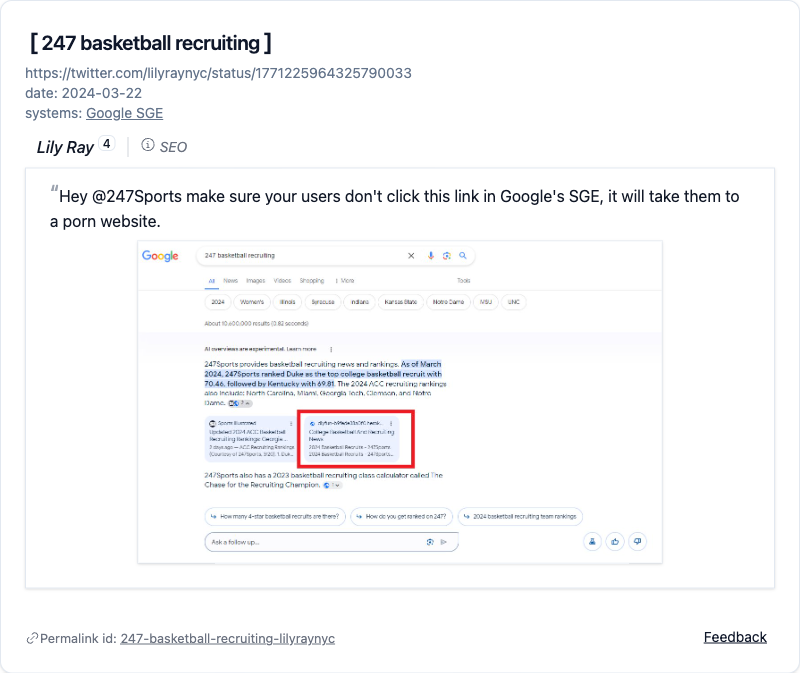 [ 247 basketball recruiting ]
https://twitter.com/lilyraynyc/status/1771225964325790033
date: 2024-03-22
systems: Google SGE
Lily Ray 4 SEO
“Hey @247Sports make sure your users don't click this link in Google's SGE, it will take them to
a porn website.
Google 247 basketball recruiting
All News Images Videos Shopping More Tools
2024 Women's Illinois Syracuse Indiana Kansas State Notre Dame MSU UNC
About 10,600,000 results (0.82 seconds)
AI overviews are experimental. Learn more
247Sports provides basketball recruiting news and rankings. As of March
2024, 247Sports ranked Duke as the top college basketball recruit with
70.46, followed by Kentucky with 69.81. The 2024 ACC recruiting rankings
also include: North Carolina, Miami, Georgia Tech, Clemson, and Notre
Dame.
Sports Illustrated
Updated 2024 ACC Basketball
Recruiting Rankings: Georgia...
2 days ago — ACC Recruiting Rankings
(Courtesy of 247Sports, 3/20). 1. Duke...
College Basketball And Recruiting
News
2024 Basketball Recruits - 247Sports
2024 Basketball Recruits - 247Sports...
247Sports also has a 2023 basketball recruiting class calculator called The
Chase for the Recruiting Champion.
How many 4-star basketball recruits are there? How do you get ranked on 247? 2024 basketball recruiting team rankings
Ask a follow up...
Permalink id: 247-basketball-recruiting-lilyraynyc
Feedback